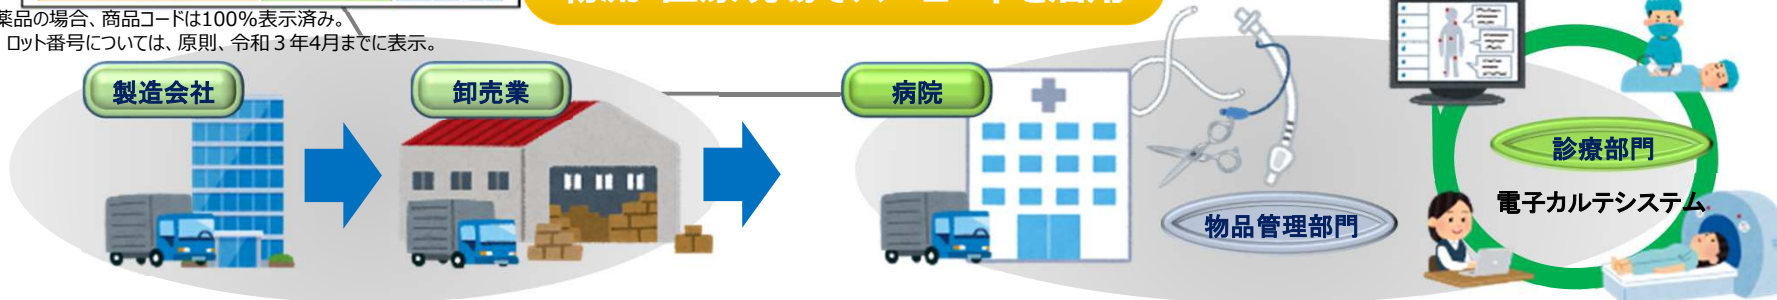 薬品の場合、商品コードは100%表示済み。
ロット番号については、原則、令和３年4月までに表示。
製造会社
卸売業
病院
物品管理部門
診療部門
電子カルテシステム